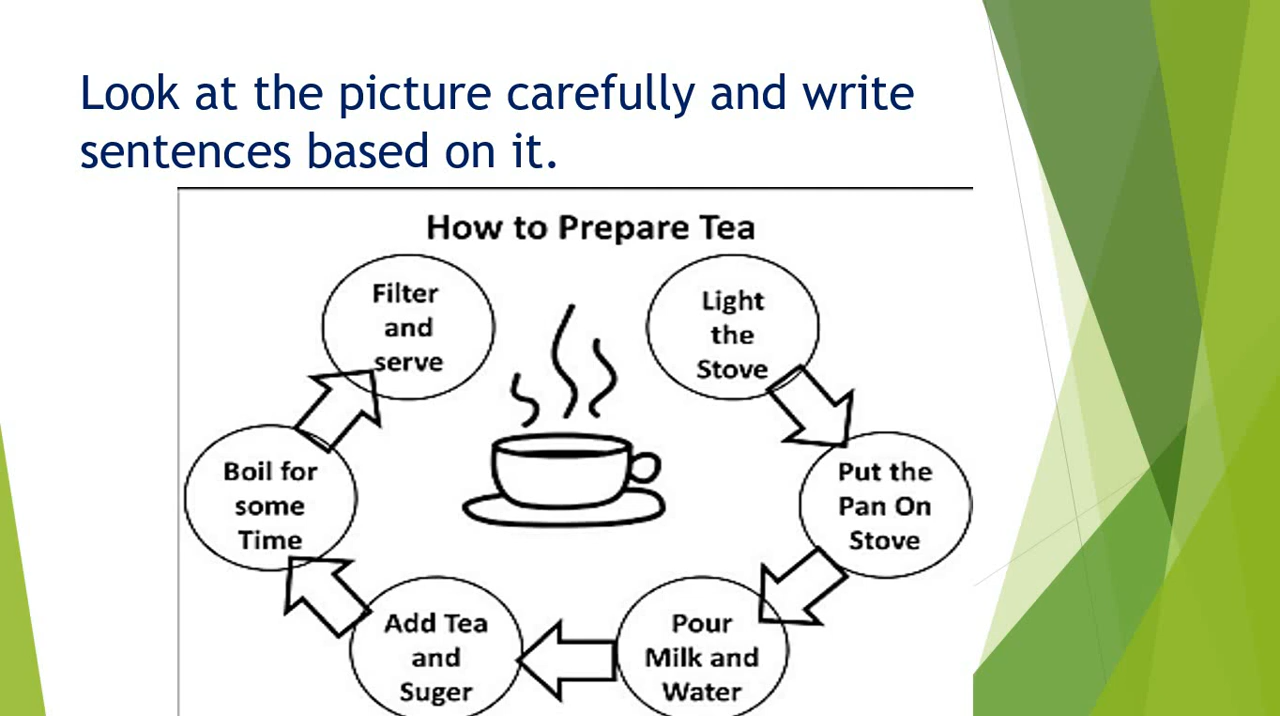 Look at the picture carefully and write
sentences based on it.
How to Prepare Tea
Light
the
Stove
Put the
Pan On
Stove
Pour
Milk and
Water
Add Tea
and
Suger
Boil for
some
Time
Filter
and
serve